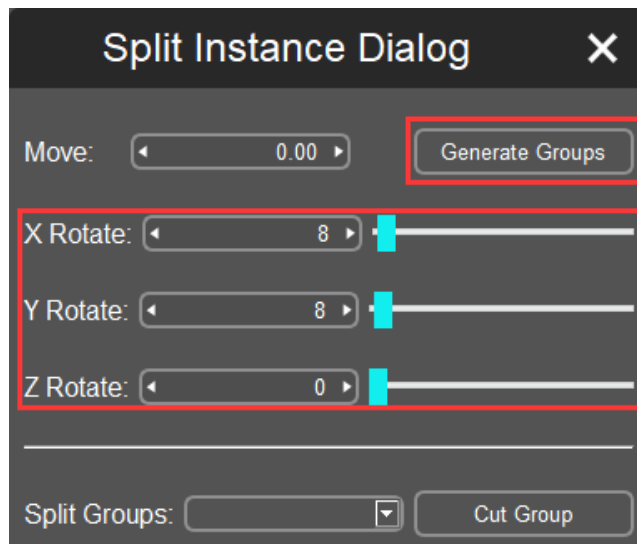 Split Instance Dialog
Move: 0.00 Generate Groups
X Rotate: 8
Y Rotate: 8
Z Rotate: 0
Split Groups: Cut Group